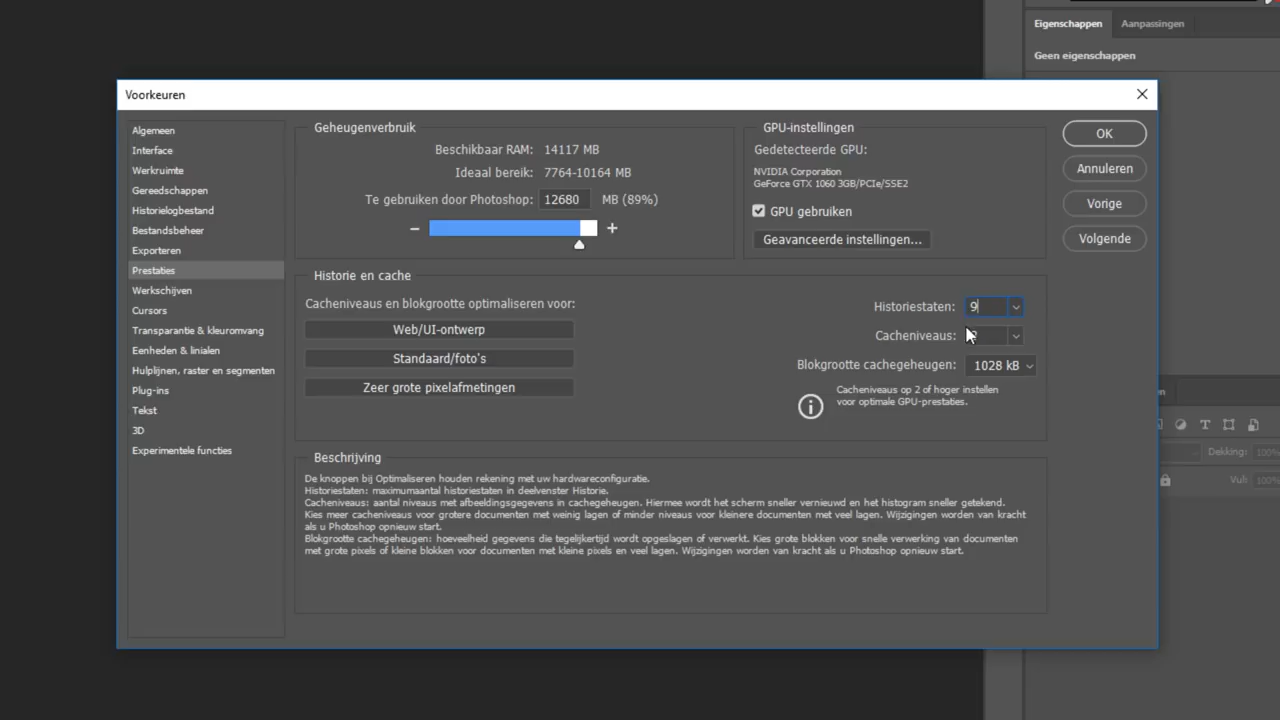 Eigenschappen
Aanpassingen
Geen eigenschappen
Voorkeuren
Algemeen
Interface
Werkruimte
Gereedschappen
Historielogbestand
Bestandsbeheer
Exporteren
Prestaties
Werkschijven
Cursors
Transparantie & kleuromvang
Eenheden & linialen
Hulplijnen, raster en segmenten
Plug-ins
Tekst
3D
Experimentele functies
Geheugenverbruik
Beschikbaar RAM: 14117 MB
Ideaal bereik: 7764-10164 MB
Te gebruiken door Photoshop: 12680 MB (89%)
GPU-instellingen
Gedetecteerde GPU:
NVIDIA Corporation
GeForce GTX 1060 3GB/PCIe/SSE2
GPU gebruiken
Geavanceerde instellingen...
OK
Annuleren
Vorige
Volgende
Historie en cache
Cacheniveaus en blokgrootte optimaliseren voor:
Web/UI-ontwerp
Standaard/foto's
Zeer grote pixelafmetingen
Historiestaten: 9
Cacheniveaus:
Blokgrootte cachegeheugen: 1028 kB
Cacheniveaus op 2 of hoger instellen
voor optimale GPU-prestaties.
Beschrijving
De knoppen bij Optimaliseren houden rekening met uw hardwareconfiguratie.
Historiestaten: maximumaantal historiestaten in deelvenster Historie.
Cacheniveaus: aantal niveaus met afbeeldingsgegevens in cachegeheugen. Hiermee wordt het scherm sneller vernieuwd en het histogram sneller getekend.
Kies meer cacheniveaus voor grotere documenten met weinig lagen of minder niveaus voor kleinere documenten met veel lagen. Wijzigingen worden van kracht
als u Photoshop opnieuw start.
Blokgrootte cachegeheugen: hoeveelheid gegevens die tegelijkertijd wordt opgeslagen of verwerkt. Kies grote blokken voor snelle verwerking van documenten
met grote pixels of kleine blokken voor documenten met kleine pixels en veel lagen. Wijzigingen worden van kracht als u Photoshop opnieuw start.
Dekking: 100%
Vul: 100%